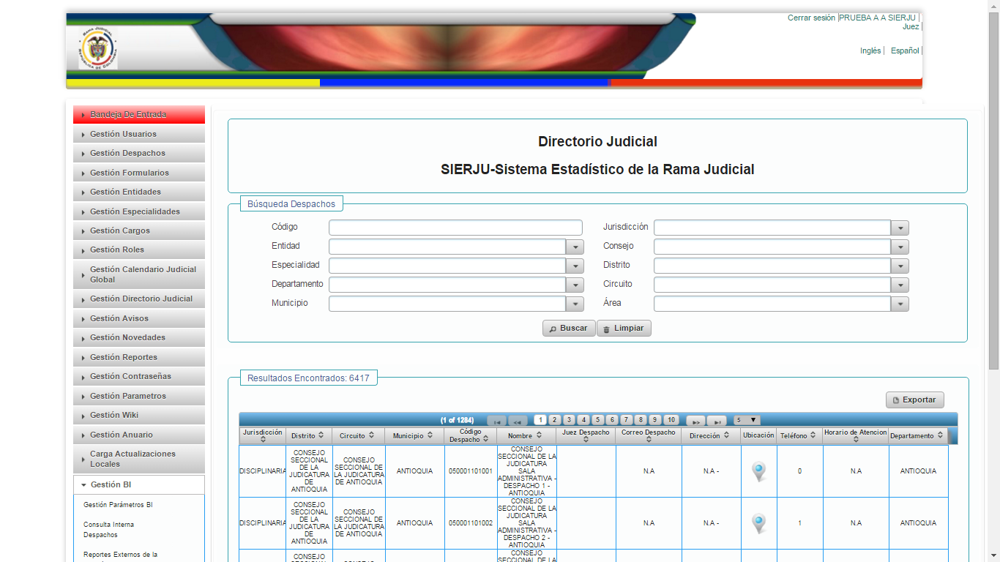 RAMA JUDICIAL
REPUBLICA DE COLOMBIA
Cerrar sesión |PRUEBA A A SIERJU |
Juez
Inglés | Español |
Bandeja De Entrada
Gestión Usuarios
Gestión Despachos
Gestión Formularios
Gestión Entidades
Gestión Especialidades
Gestión Cargos
Gestión Roles
Gestión Calendario Judicial
Global
Gestión Directorio Judicial
Gestión Avisos
Gestión Novedades
Gestión Reportes
Gestión Contraseñas
Gestión Parametros
Gestión Wiki
Gestión Anuario
Carga Actualizaciones
Locales
Gestión BI
Gestión Parámetros BI
Consulta Interna
Despachos
Reportes Externos de la
Directorio Judicial
SIERJU-Sistema Estadístico de la Rama Judicial
Búsqueda Despachos
Código
Jurisdicción
Entidad
Consejo
Especialidad
Distrito
Departamento
Circuito
Municipio
Área
Buscar
Limpiar
Resultados Encontrados: 6417
Exportar
(1 of 1284) 1 2 3 4 5 6 7 8 9 10 5
Jurisdicción
Distrito
Circuito
Municipio
Código
Despacho
Nombre
Juez Despacho
Correo Despacho
Dirección
Ubicación
Teléfono
Horario de Atencion
Departamento
DISCIPLINARIA
CONSEJO
SECCIONAL
DE LA
JUDICATURA
DE
ANTIOQUIA
CONSEJO
SECCIONAL DE
LA JUDICATURA
DE ANTIOQUIA
ANTIOQUIA
050001101001
CONSEJO
SECCIONAL DE LA
JUDICATURA
SALA
ADMINISTRATIVA -
DESPACHO 1 -
ANTIOQUIA
N.A
N.A -
0
N.A
ANTIOQUIA
DISCIPLINARIA
CONSEJO
SECCIONAL
DE LA
JUDICATURA
DE
ANTIOQUIA
CONSEJO
SECCIONAL DE
LA JUDICATURA
DE ANTIOQUIA
ANTIOQUIA
050001101002
CONSEJO
SECCIONAL DE LA
JUDICATURA
SALA
ADMINISTRATIVA -
DESPACHO 2 -
ANTIOQUIA
N.A
N.A -
1
N.A
ANTIOQUIA
CONSEJO
SECCIONAL
CONSEJO
CONSEJO
SECCIONAL DE LA